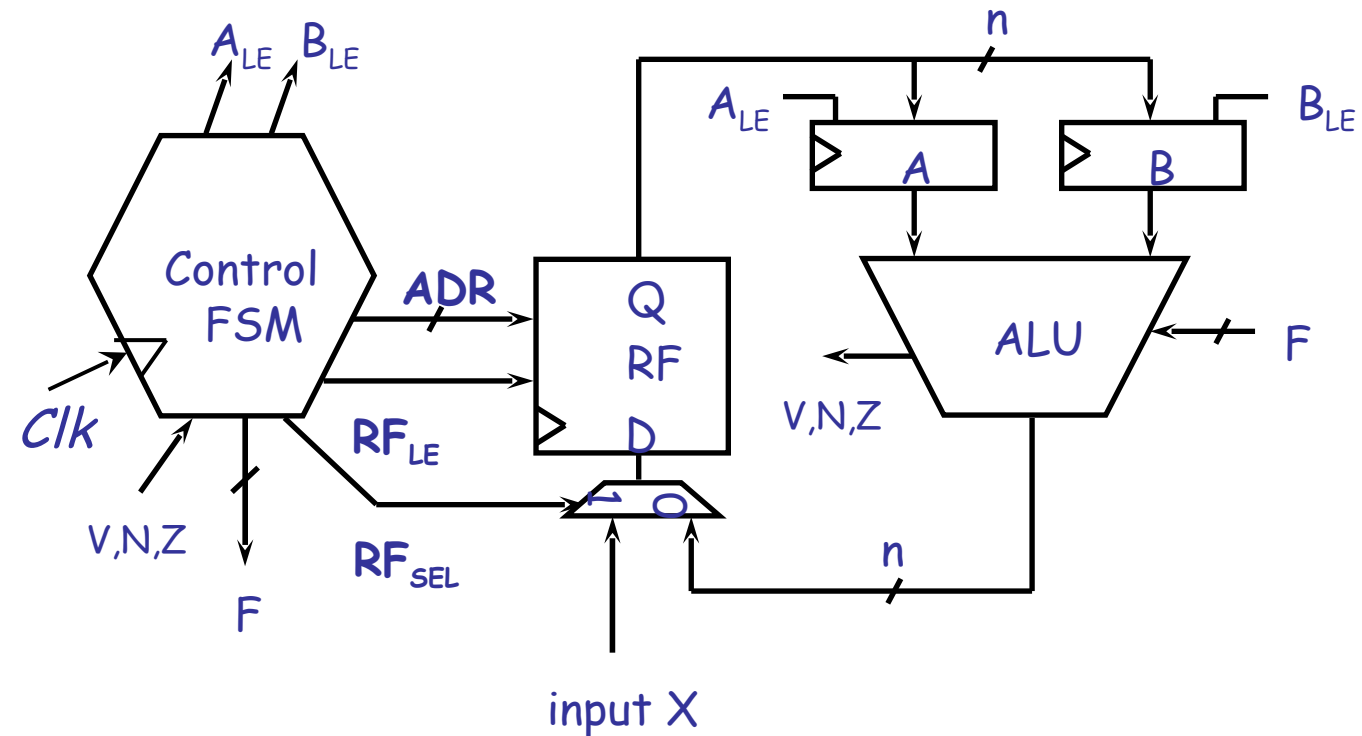 n
A_LE B_LE
A_LE
B_LE
A
B
Control
FSM
ADR
Q
RF
D
ALU
F
V,N,Z
Clk
RF_LE
1 0
V,N,Z
RF_SEL
n
F
input X